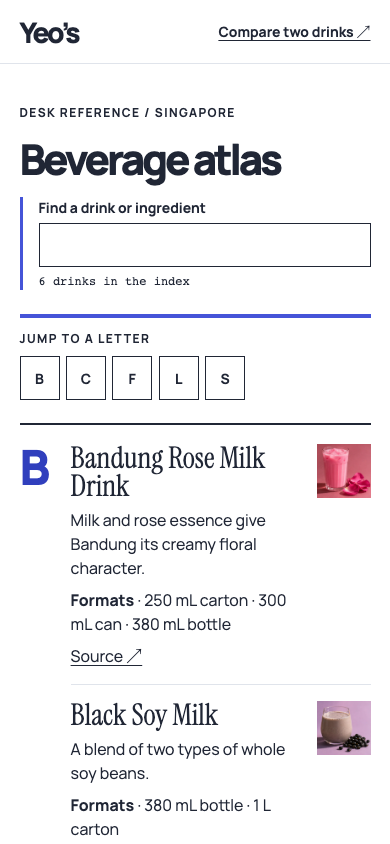 Yeo's
Compare two drinks ↗
DESK REFERENCE / SINGAPORE
Beverage atlas
Find a drink or ingredient
6 drinks in the index
JUMP TO A LETTER
B C F L S
B
Bandung Rose Milk
Drink
Milk and rose essence give
Bandung its creamy floral
character.
Formats · 250 mL carton · 300
mL can · 380 mL bottle
Source ↗
Black Soy Milk
A blend of two types of whole
soy beans.
Formats · 380 mL bottle · 1 L
carton